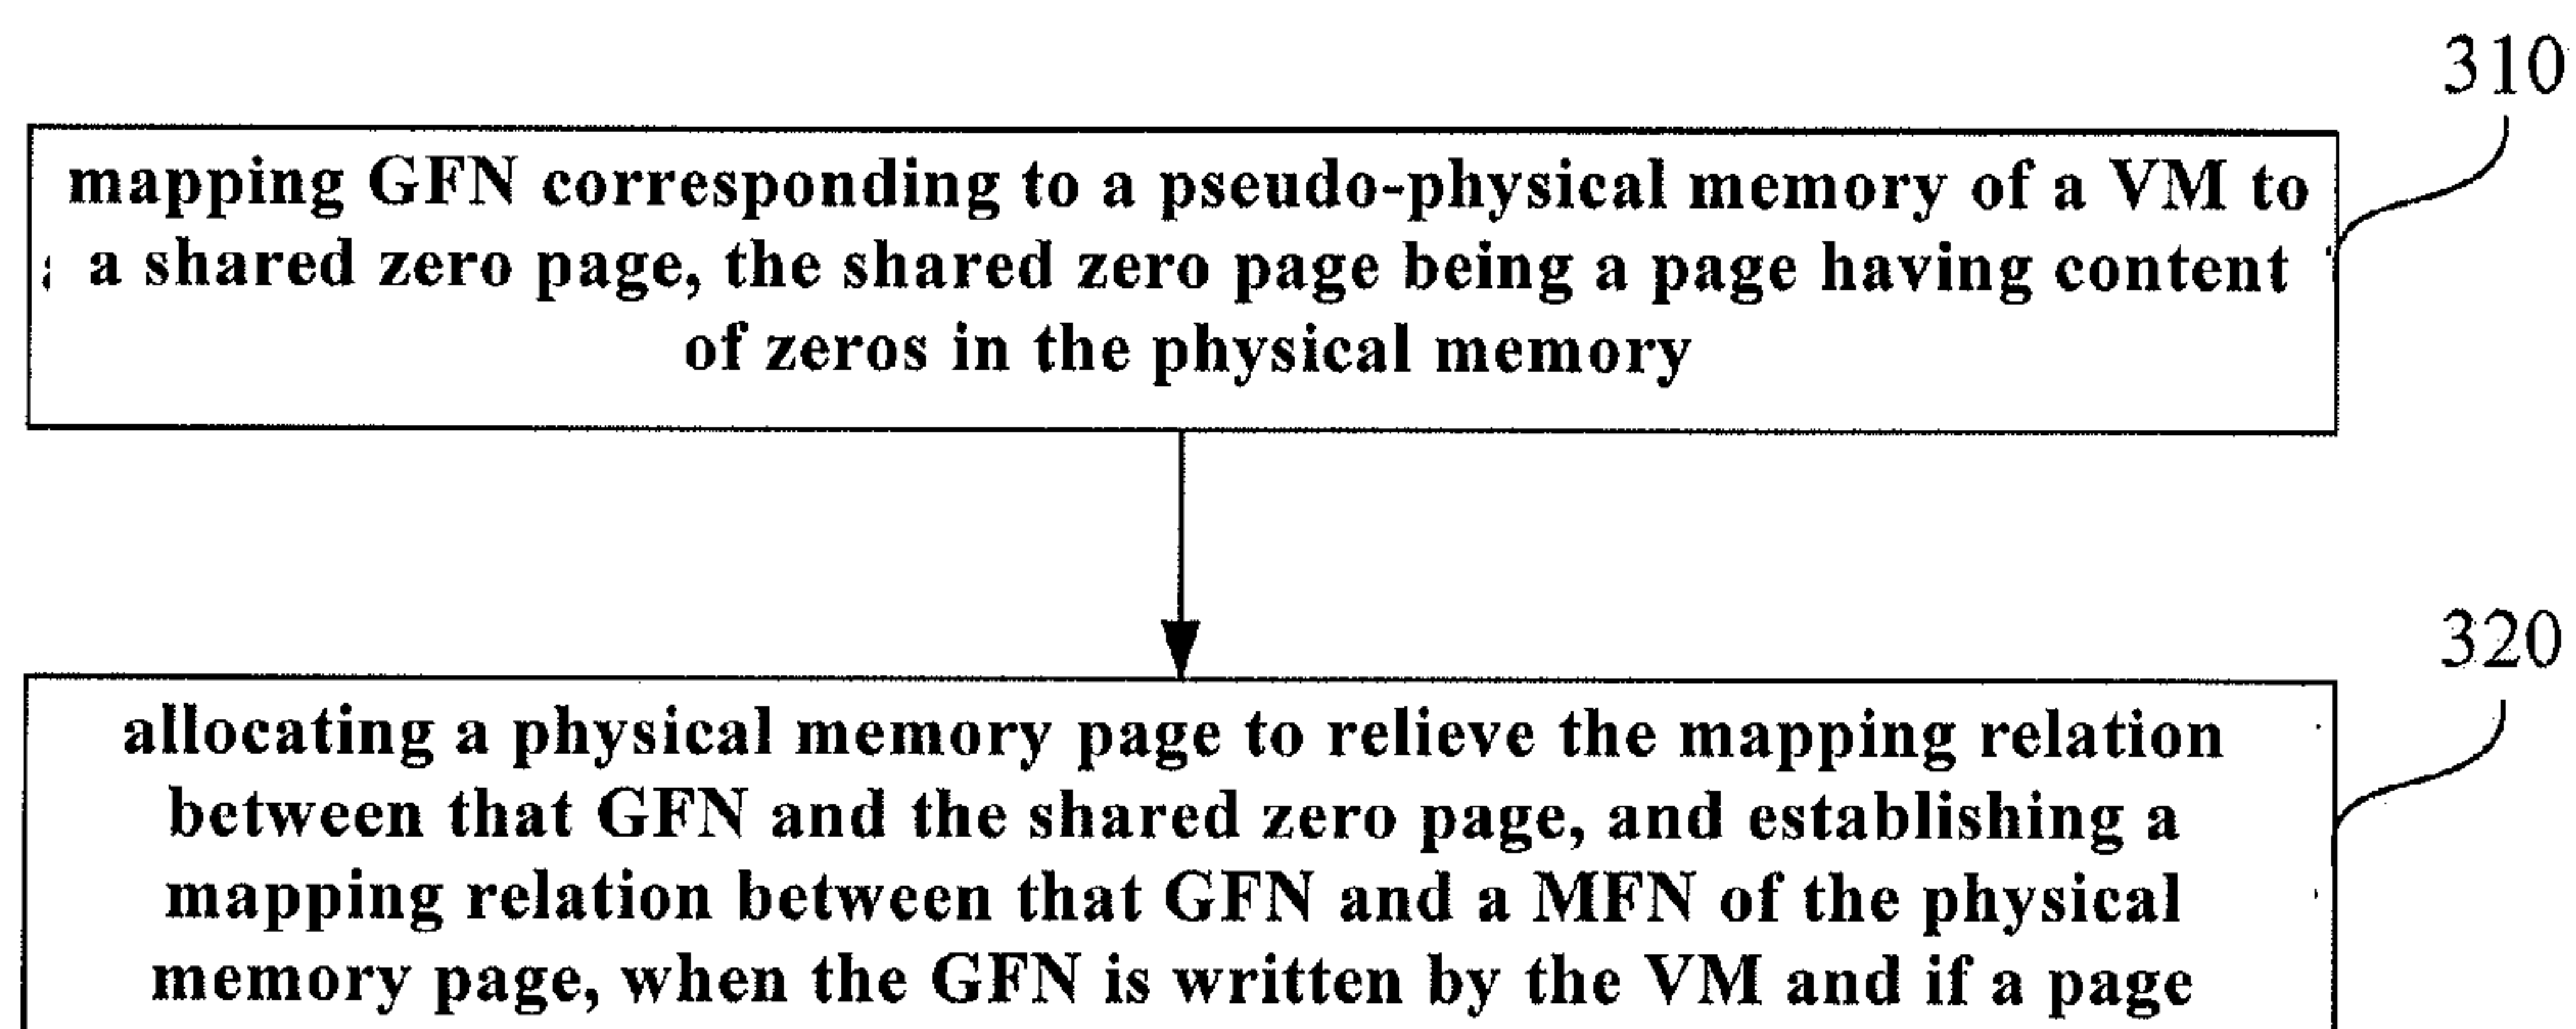 310
mapping GFN corresponding to a pseudo-physical memory of a VM to
a shared zero page, the shared zero page being a page having content
of zeros in the physical memory
320
allocating a physical memory page to relieve the mapping relation
between that GFN and the shared zero page, and establishing a
mapping relation between that GFN and a MFN of the physical
memory page, when the GFN is written by the VM and if a page